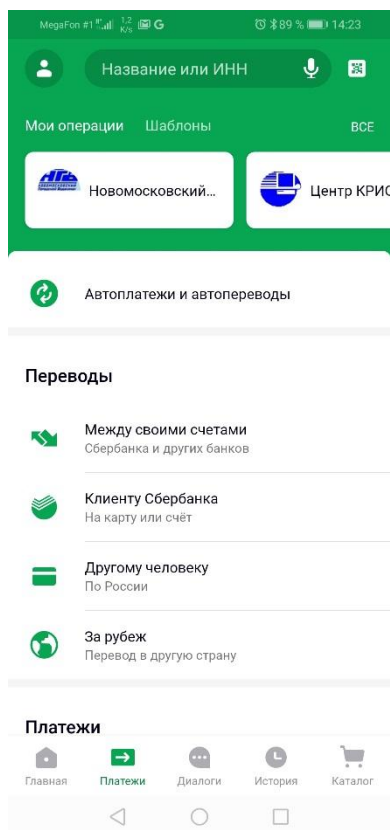 MegaFon #1 1,2 K/s G 89 % 14:23
Название или ИНН
Мои операции Шаблоны ВСЕ
Новомосковский... Центр КРИС
Автоплатежи и автопереводы
Переводы
Между своими счетами
Сбербанка и других банков
Клиенту Сбербанка
На карту или счёт
Другому человеку
По России
За рубеж
Перевод в другую страну
Платежи
Главная Платежи Диалоги История Каталог